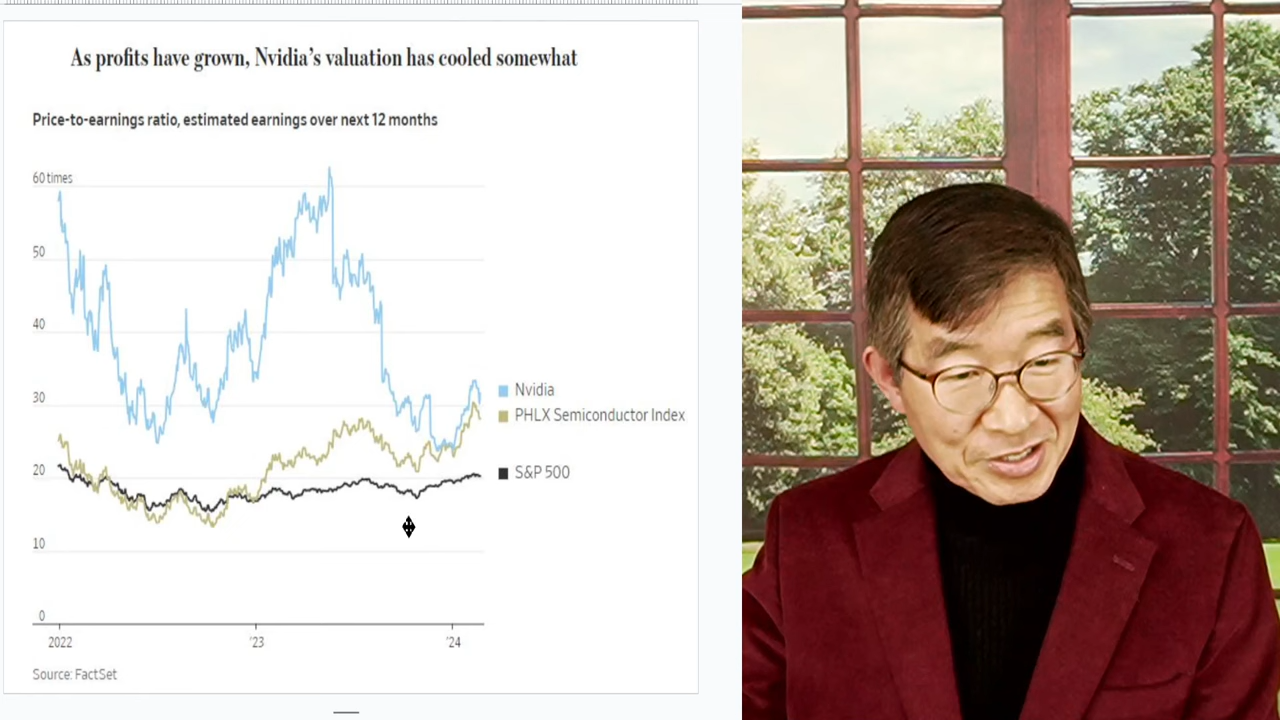 As profits have grown, Nvidia's valuation has cooled somewhat
Price-to-earnings ratio, estimated earnings over next 12 months
60 times
50
40
30
20
10
0
2022
'23
'24
Nvidia
PHLX Semiconductor Index
S&P 500
Source: FactSet